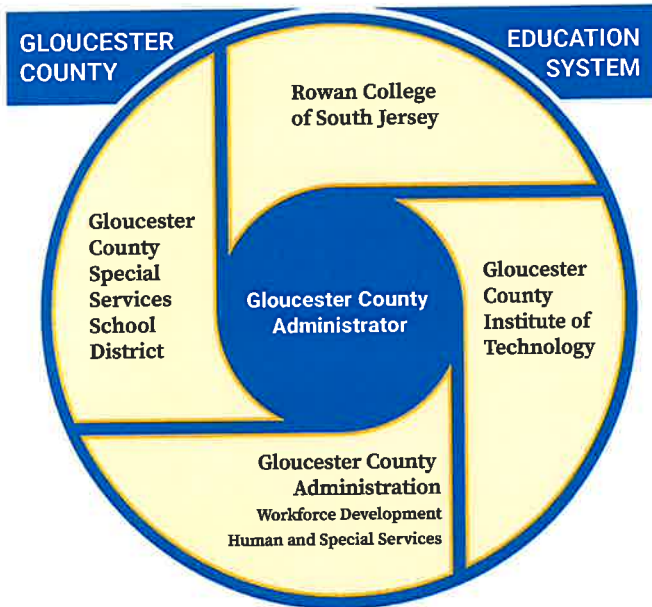 GLOUCESTER
COUNTY
EDUCATION
SYSTEM
Rowan College
of South Jersey
Gloucester
County
Special
Services
School
District
Gloucester County
Administrator
Gloucester
County
Institute of
Technology
Gloucester County
Administration
Workforce Development
Human and Special Services